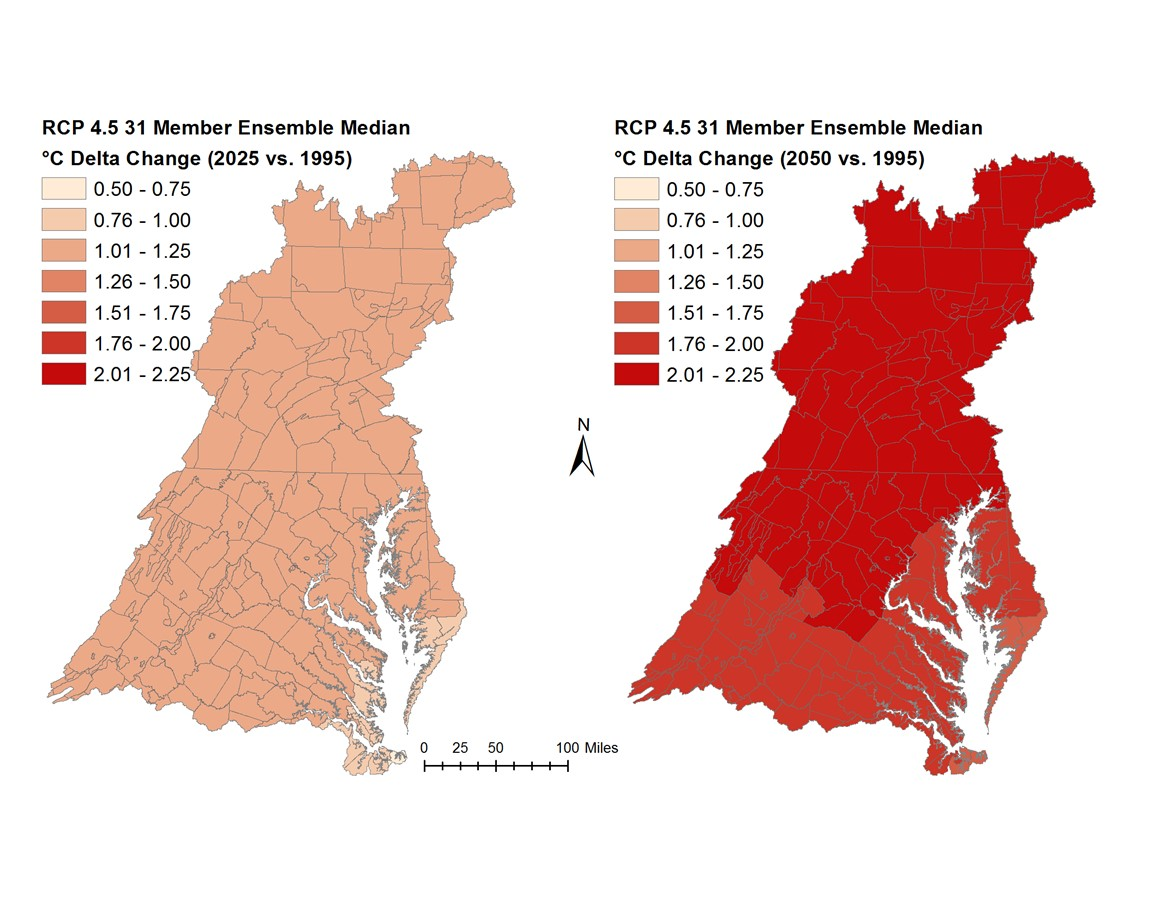 RCP 4.5 31 Member Ensemble Median
°C Delta Change (2025 vs. 1995)
0.50 - 0.75
0.76 - 1.00
1.01 - 1.25
1.26 - 1.50
1.51 - 1.75
1.76 - 2.00
2.01 - 2.25
RCP 4.5 31 Member Ensemble Median
°C Delta Change (2050 vs. 1995)
0.50 - 0.75
0.76 - 1.00
1.01 - 1.25
1.26 - 1.50
1.51 - 1.75
1.76 - 2.00
2.01 - 2.25
N
0 25 50 100 Miles